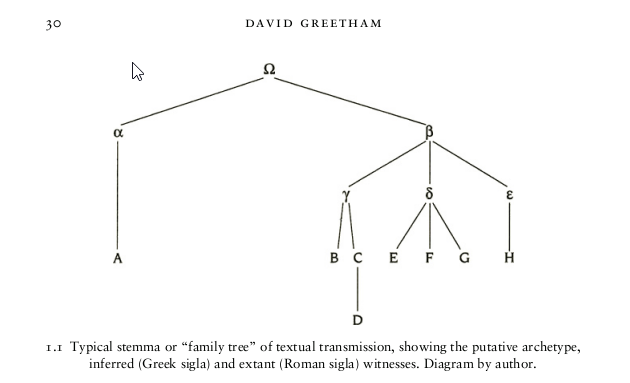 30
DAVID GREETHAM
Ω
α
β
γ
δ
ε
A
B C E F G H
D
1.1 Typical stemma or “family tree” of textual transmission, showing the putative archetype,
inferred (Greek sigla) and extant (Roman sigla) witnesses. Diagram by author.